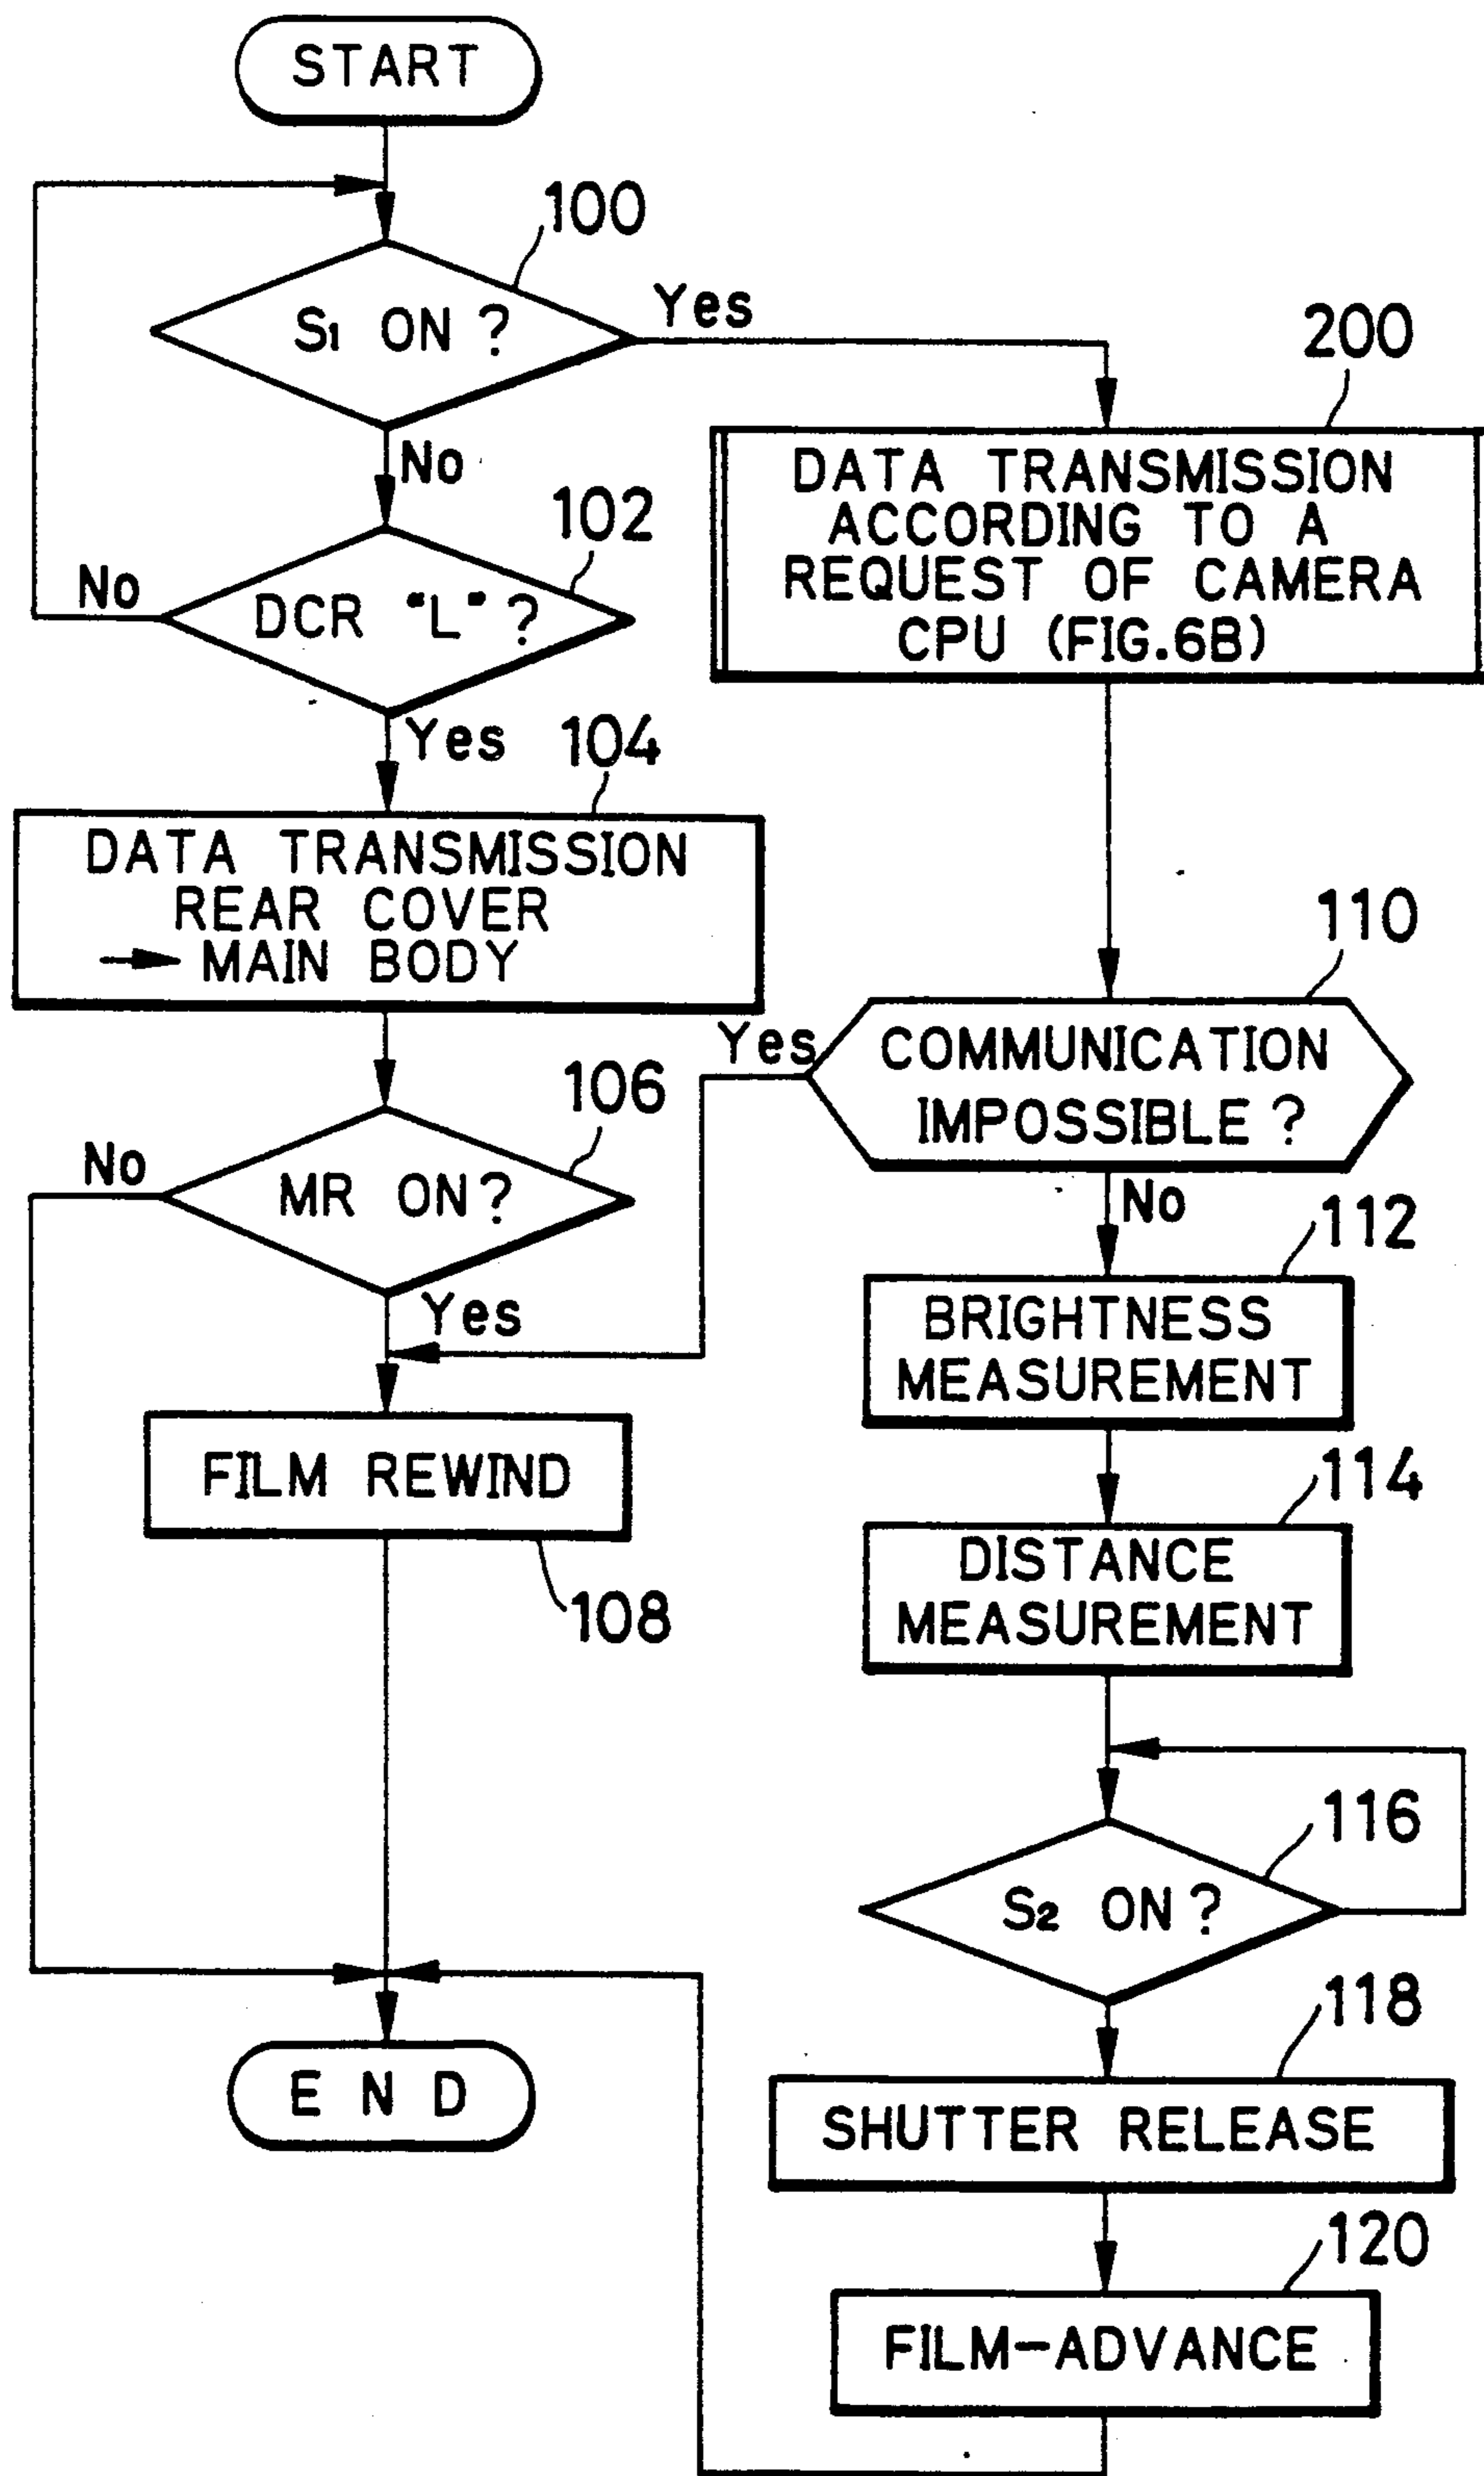 START
100
S1 ON ?
Yes
No
200
DATA TRANSMISSION
ACCORDING TO A
REQUEST OF CAMERA
CPU (FIG.6B)
102
No
DCR "L" ?
Yes
104
DATA TRANSMISSION
REAR COVER
→ MAIN BODY
110
Yes
COMMUNICATION
IMPOSSIBLE ?
No
106
No
MR ON ?
Yes
112
BRIGHTNESS
MEASUREMENT
FILM REWIND
108
114
DISTANCE
MEASUREMENT
116
S2 ON ?
118
SHUTTER RELEASE
120
FILM-ADVANCE
E N D